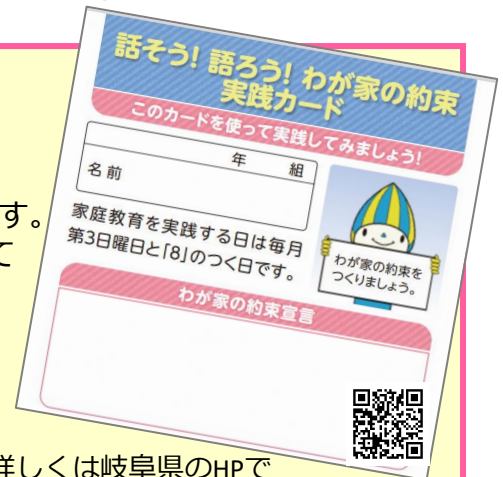 話そう! 語ろう! わが家の約束
実践カード
このカードを使って実践してみましょう!
年 組
名前
家庭教育を実践する日は毎月
第3日曜日と「8」のつく日です。
わが家の約束を
つくりましょう。
わが家の約束宣言
す。
て
詳しくは岐阜県のHPで